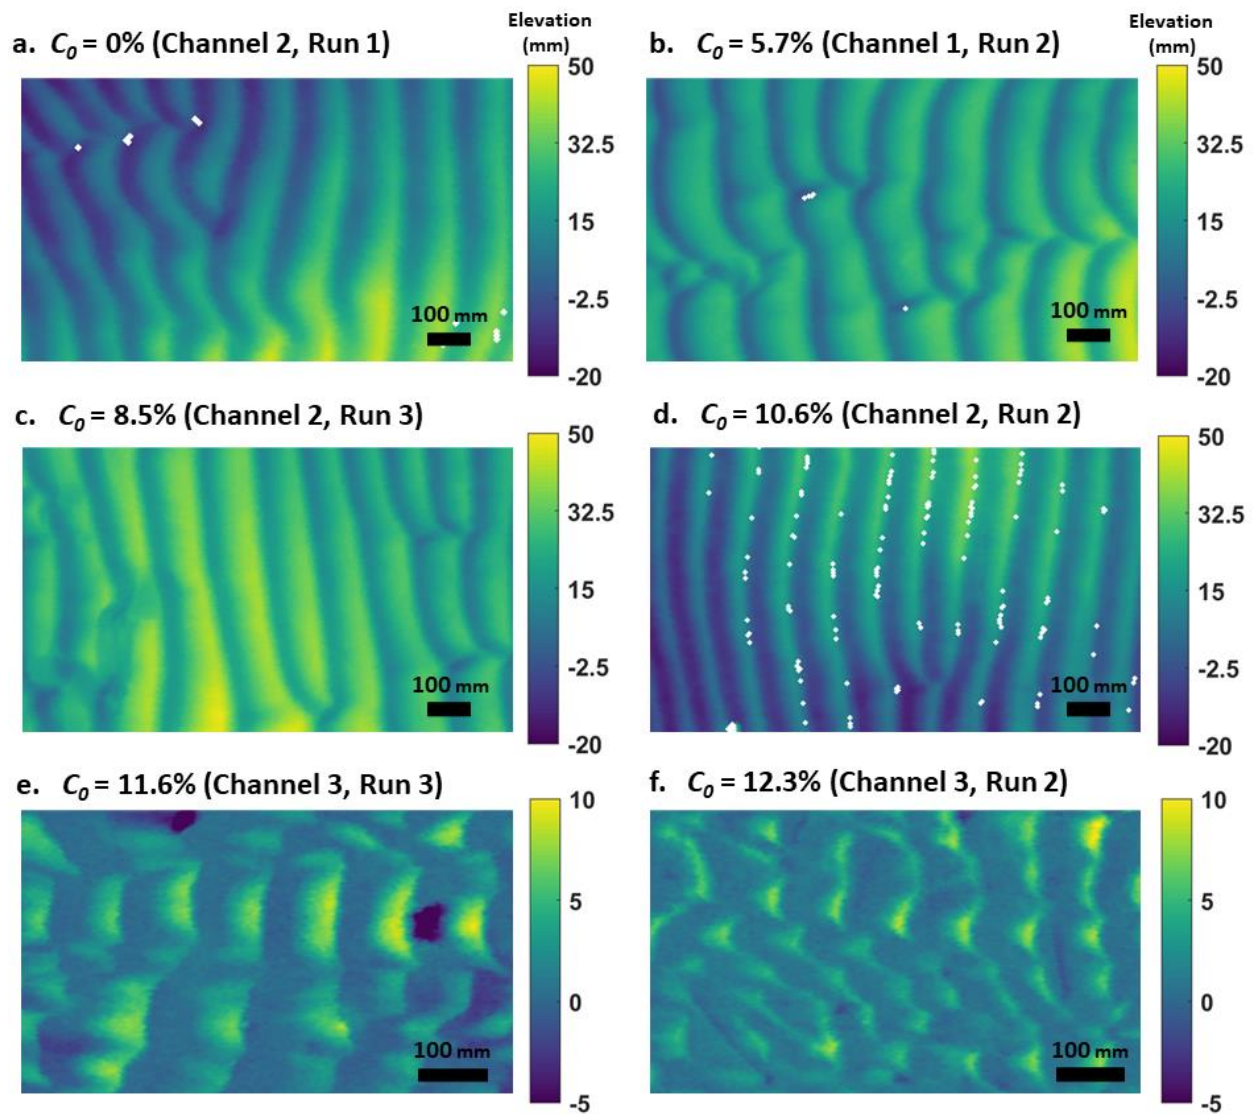 a. C0 = 0% (Channel 2, Run 1)
Elevation
(mm)
50
32.5
15
-2.5
-20
100 mm
b. C0 = 5.7% (Channel 1, Run 2)
Elevation
(mm)
50
32.5
15
-2.5
-20
100 mm
c. C0 = 8.5% (Channel 2, Run 3)
50
32.5
15
-2.5
-20
100 mm
d. C0 = 10.6% (Channel 2, Run 2)
50
32.5
15
-2.5
-20
100 mm
e. C0 = 11.6% (Channel 3, Run 3)
10
5
0
-5
100 mm
f. C0 = 12.3% (Channel 3, Run 2)
10
5
0
-5
100 mm